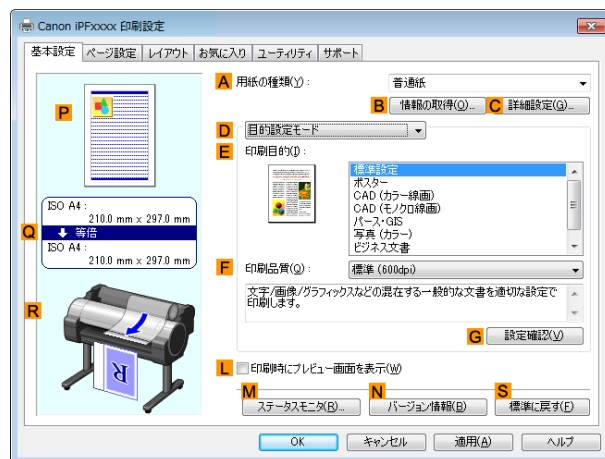 Canon iPFxxxx 印刷設定
基本設定 ページ設定 レイアウト お気に入り ユーティリティ サポート
A 用紙の種類(Y): 普通紙
B 情報の取得(O)... C 詳細設定(G)...
P
D 目的設定モード
E 印刷目的(I):
標準設定
ポスター
CAD (カラー線画)
CAD (モノクロ線画)
パース・GIS
写真 (カラー)
ビジネス文書
ISO A4 :
210.0 mm × 297.0 mm
Q 等倍
ISO A4 :
210.0 mm × 297.0 mm
F 印刷品質(Q): 標準 (600dpi)
文字/画像/グラフィックスなどの混在する一般的な文書を適切な設定で
印刷します。
R
R
G 設定確認(V)
L 印刷時にプレビュー画面を表示(W)
M N S
ステータスモニタ(R)... バージョン情報(B) 標準に戻す(F)
OK キャンセル 適用(A) ヘルプ